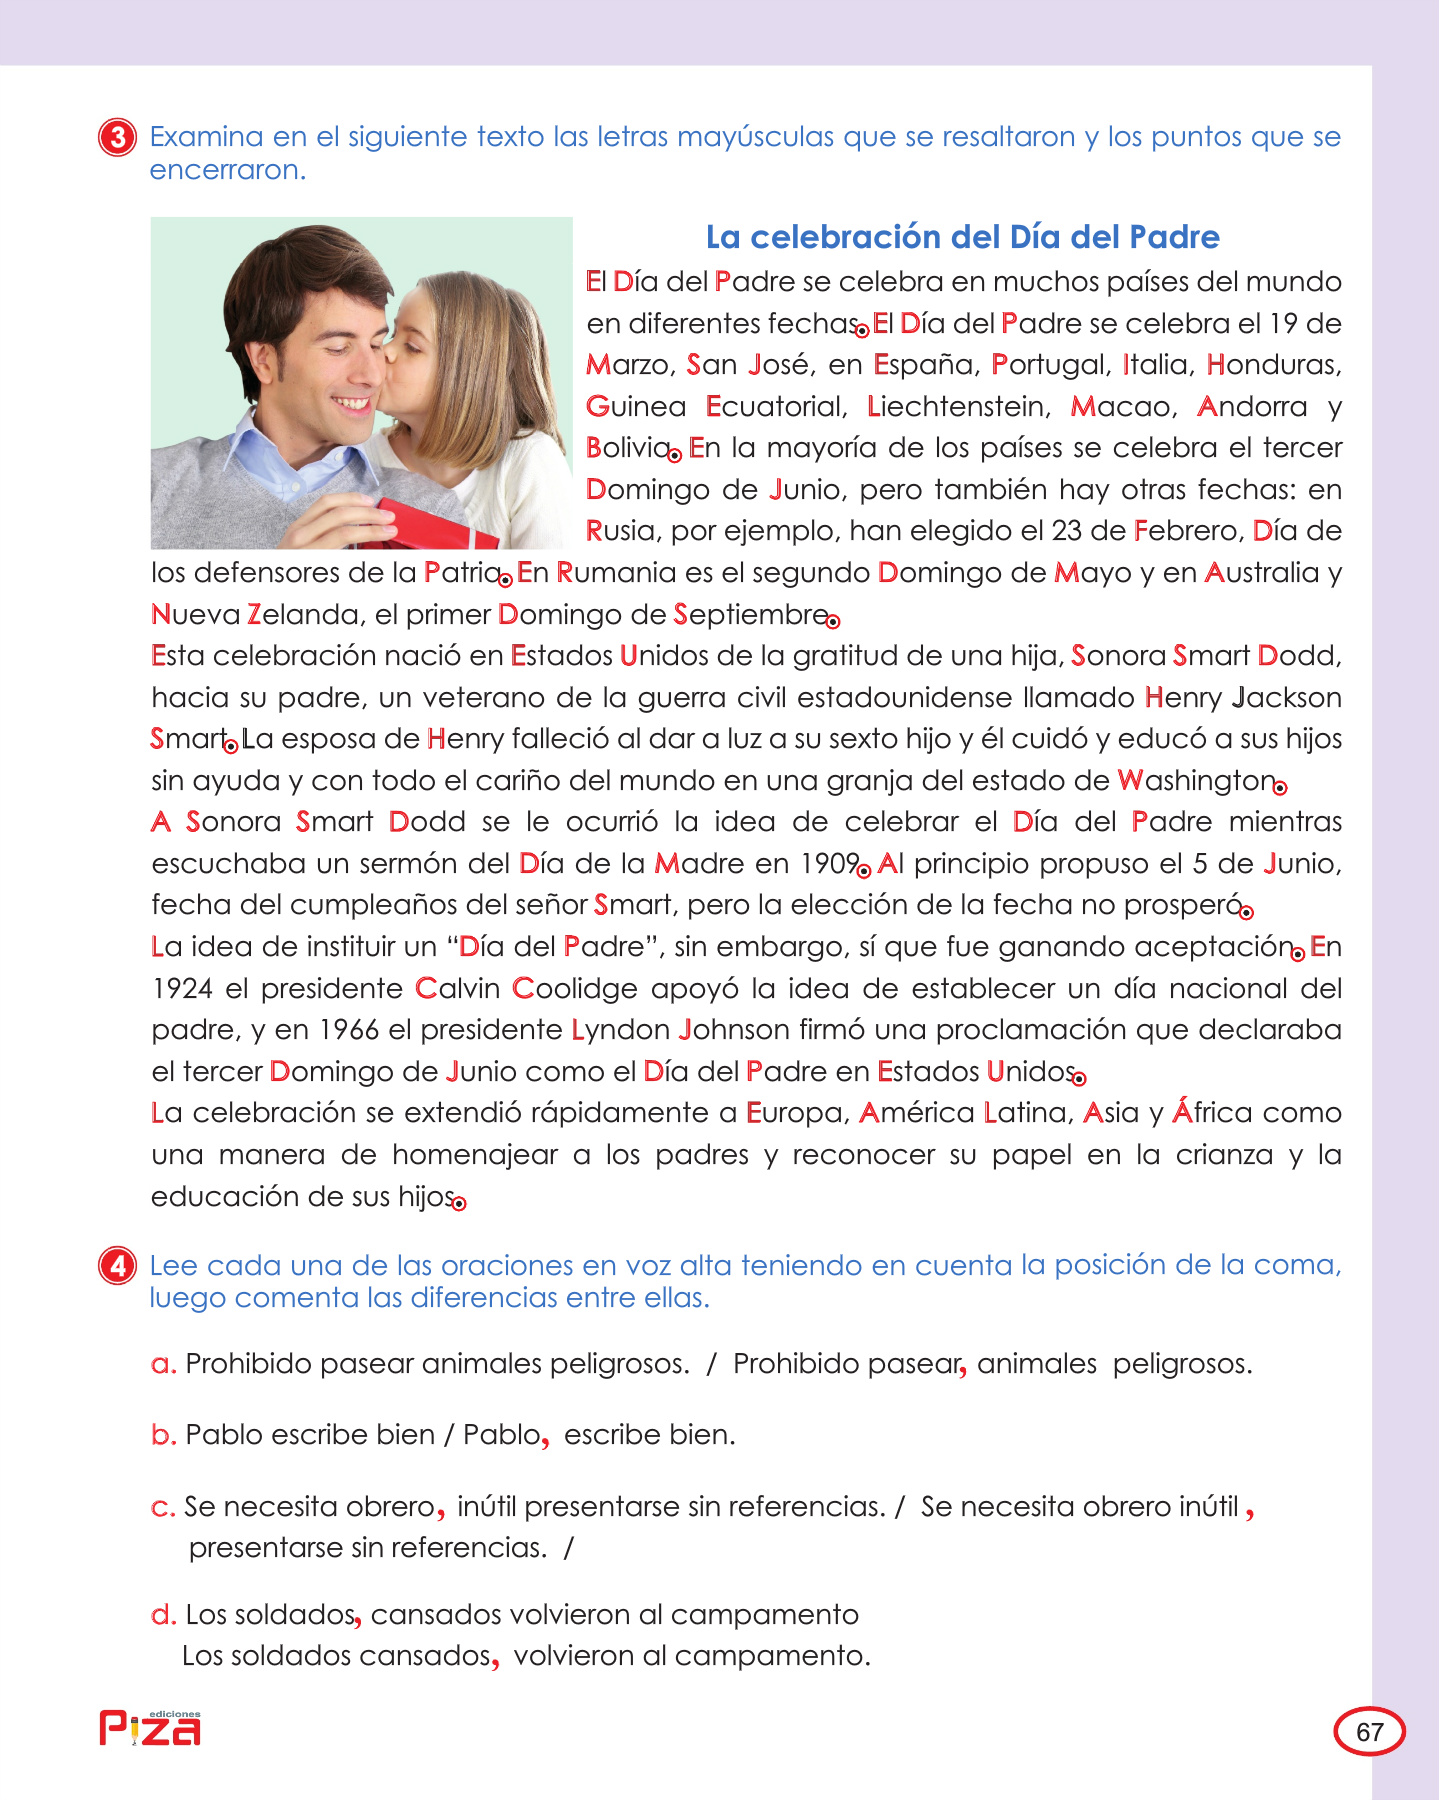 3 Examina en el siguiente texto las letras mayúsculas que se resaltaron y los puntos que se
encerraron.
La celebración del Día del Padre
El Día del Padre se celebra en muchos países del mundo
en diferentes fechas. El Día del Padre se celebra el 19 de
Marzo, San José, en España, Portugal, Italia, Honduras,
Guinea Ecuatorial, Liechtenstein, Macao, Andorra y
Bolivia. En la mayoría de los países se celebra el tercer
Domingo de Junio, pero también hay otras fechas: en
Rusia, por ejemplo, han elegido el 23 de Febrero, Día de
los defensores de la Patria. En Rumania es el segundo Domingo de Mayo y en Australia y
Nueva Zelanda, el primer Domingo de Septiembre.
Esta celebración nació en Estados Unidos de la gratitud de una hija, Sonora Smart Dodd,
hacia su padre, un veterano de la guerra civil estadounidense llamado Henry Jackson
Smart. La esposa de Henry falleció al dar a luz a su sexto hijo y él cuidó y educó a sus hijos
sin ayuda y con todo el cariño del mundo en una granja del estado de Washington.
A Sonora Smart Dodd se le ocurrió la idea de celebrar el Día del Padre mientras
escuchaba un sermón del Día de la Madre en 1909. Al principio propuso el 5 de Junio,
fecha del cumpleaños del señor Smart, pero la elección de la fecha no prosperó.
La idea de instituir un “Día del Padre”, sin embargo, sí que fue ganando aceptación. En
1924 el presidente Calvin Coolidge apoyó la idea de establecer un día nacional del
padre, y en 1966 el presidente Lyndon Johnson firmó una proclamación que declaraba
el tercer Domingo de Junio como el Día del Padre en Estados Unidos.
La celebración se extendió rápidamente a Europa, América Latina, Asia y África como
una manera de homenajear a los padres y reconocer su papel en la crianza y la
educación de sus hijos.
4 Lee cada una de las oraciones en voz alta teniendo en cuenta la posición de la coma,
luego comenta las diferencias entre ellas.
a. Prohibido pasear animales peligrosos. / Prohibido pasear, animales peligrosos.
b. Pablo escribe bien / Pablo, escribe bien.
c. Se necesita obrero, inútil presentarse sin referencias. / Se necesita obrero inútil ,
presentarse sin referencias. /
d. Los soldados, cansados volvieron al campamento
Los soldados cansados, volvieron al campamento.
ediciones
Piza
67